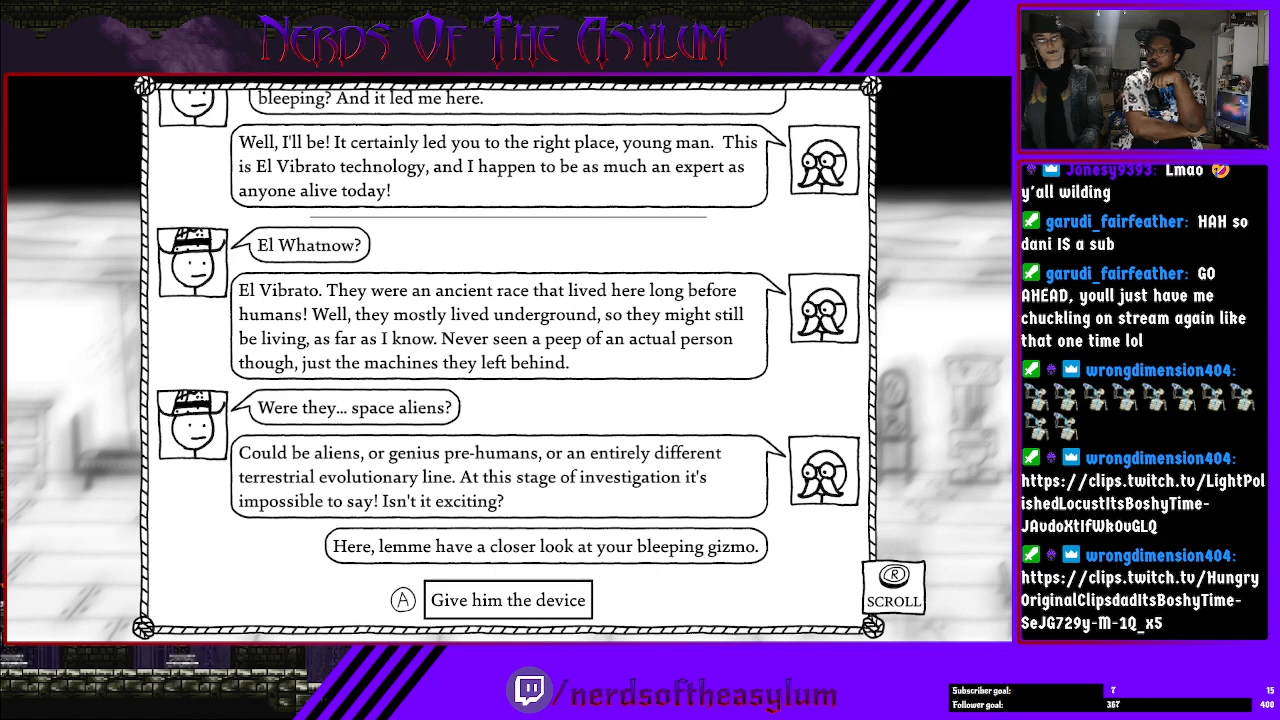 Nerds Of The Asylum
bleeping? And it led me here.
Well, I'll be! It certainly led you to the right place, young man. This
is El Vibrato technology, and I happen to be as much an expert as
anyone alive today!
El Whatnow?
El Vibrato. They were an ancient race that lived here long before
humans! Well, they mostly lived underground, so they might still
be living, as far as I know. Never seen a peep of an actual person
though, just the machines they left behind.
Were they... space aliens?
Could be aliens, or genius pre-humans, or an entirely different
terrestrial evolutionary line. At this stage of investigation it's
impossible to say! Isn't it exciting?
Here, lemme have a closer look at your bleeping gizmo.
A Give him the device
R
SCROLL
Jonesy9393: Lmao
y'all wilding
garudi_fairfeather: HAH so
dani IS a sub
garudi_fairfeather: GO
AHEAD, youll just have me
chuckling on stream again like
that one time lol
wrongdimension404:
wrongdimension404:
https://clips.twitch.tv/LightPol
ishedLocustItsBoshyTime-
JAvdoXtIfWkOvGLQ
wrongdimension404:
https://clips.twitch.tv/Hungry
OriginalClipsdadItsBoshyTime-
SeJG729y-M-1Q_x5
/nerdsoftheasylum
Subscriber goal: 7 15
Follower goal: 367 400